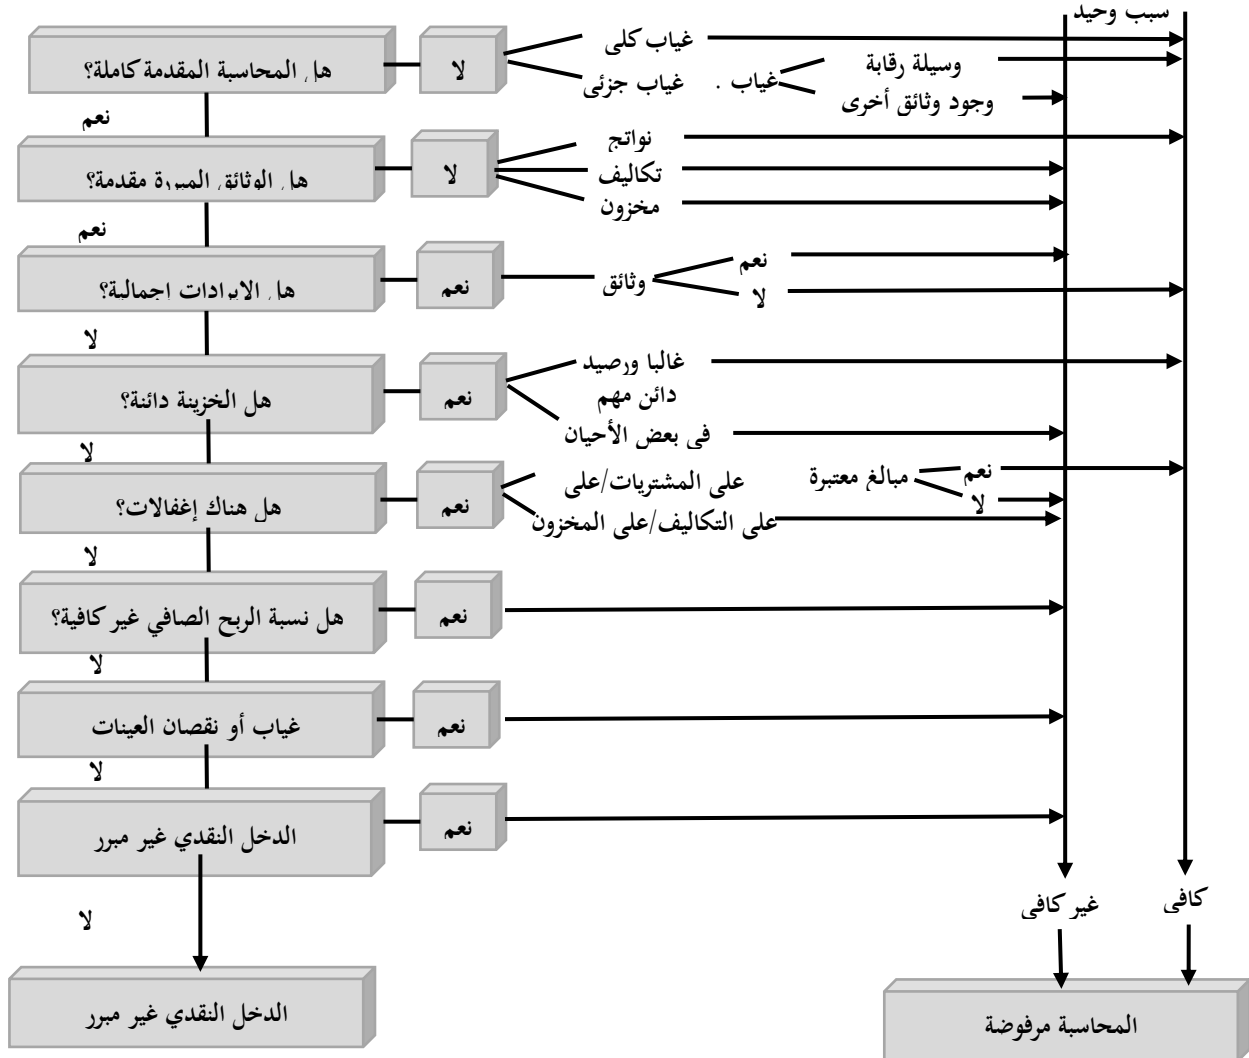 سبب وحيد
هل المحاسبة المقدمة كاملة؟
لا
غياب كلي
غياب جزئي
غياب .
وسيلة رقابة
وجود وثائق أخرى
نعم
هل الوثائق المبررة مقدمة؟
لا
نواتج
تكاليف
مخزون
نعم
هل الإيرادات إجمالية؟
نعم
وثائق
نعم
لا
لا
هل الخزينة دائنة؟
نعم
غالبا ورصيد
دائن مهم
في بعض الأحيان
لا
هل هناك إغفالات؟
نعم
على المشتريات/على
على التكاليف/على المخزون
مبالغ معتبرة
نعم
لا
لا
هل نسبة الربح الصافي غير كافية؟
نعم
لا
غياب أو نقصان العينات
نعم
لا
الدخل النقدي غير مبرر
نعم
لا
غير كافي
كافي
الدخل النقدي غير مبرر
المحاسبة مرفوضة